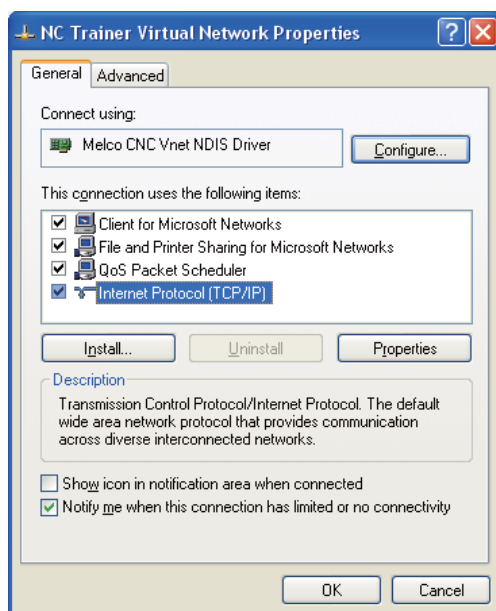 NC Trainer Virtual Network Properties
General Advanced
Connect using:
Melco CNC Vnet NDIS Driver
Configure...
This connection uses the following items:
Client for Microsoft Networks
File and Printer Sharing for Microsoft Networks
QoS Packet Scheduler
Internet Protocol (TCP/IP)
Install... Uninstall Properties
Description
Transmission Control Protocol/Internet Protocol. The default
wide area network protocol that provides communication
across diverse interconnected networks.
Show icon in notification area when connected
Notify me when this connection has limited or no connectivity
OK Cancel